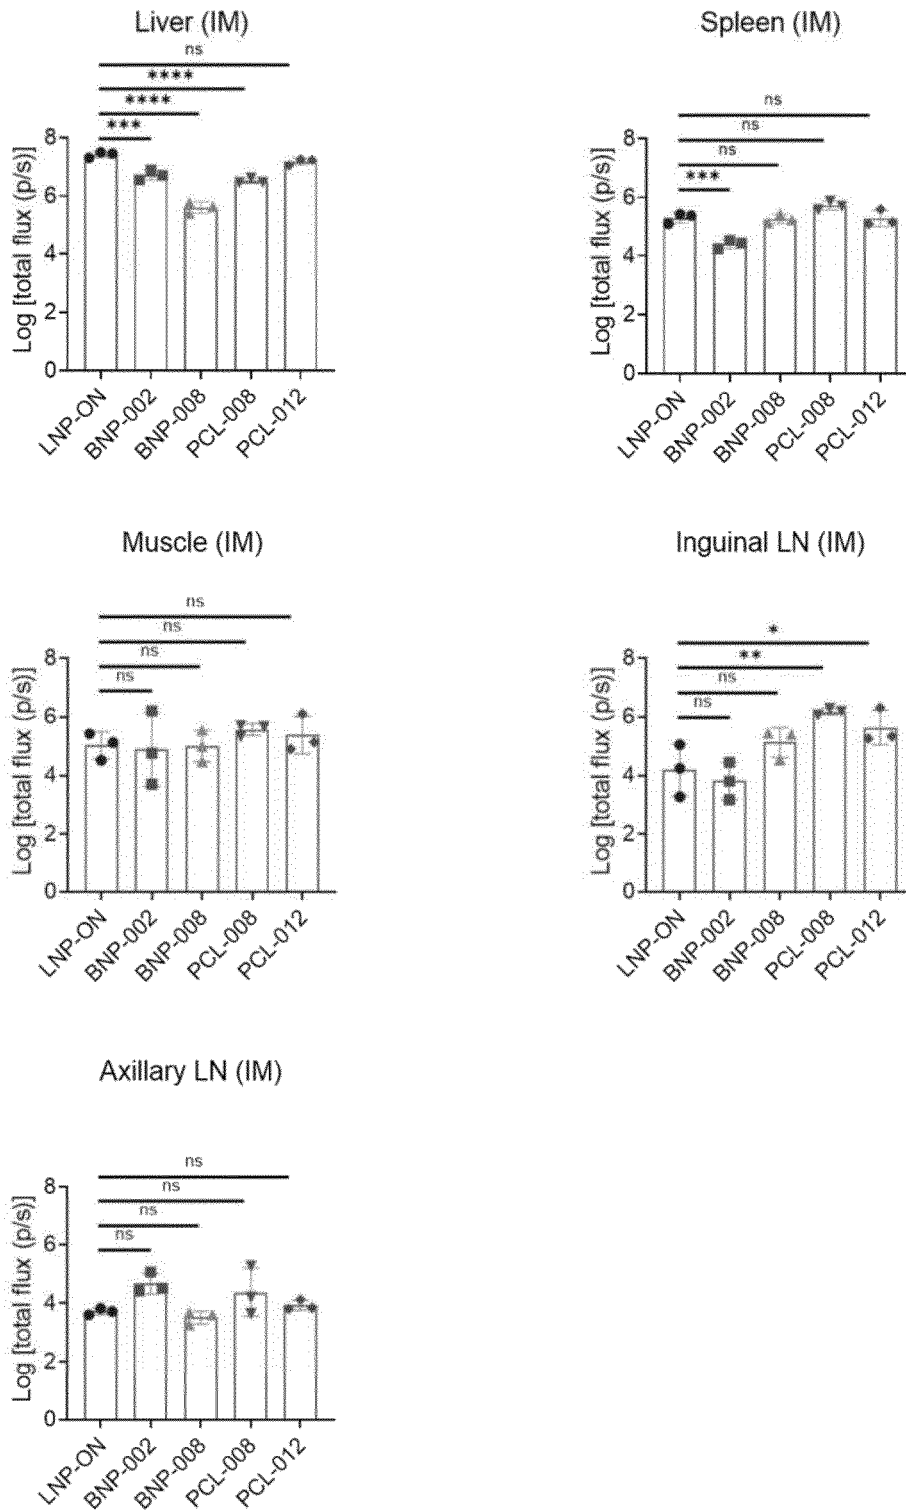 Liver (IM)
ns
****
****
***
Log [total flux (p/s)]
8
6
4
2
0
LNP-ON
BNP-002
BNP-008
PCL-008
PCL-012
Spleen (IM)
ns
ns
ns
***
Log [total flux (p/s)]
8
6
4
2
0
LNP-ON
BNP-002
BNP-008
PCL-008
PCL-012
Muscle (IM)
ns
ns
ns
ns
Log [total flux (p/s)]
8
6
4
2
0
LNP-ON
BNP-002
BNP-008
PCL-008
PCL-012
Inguinal LN (IM)
*
**
ns
ns
Log [total flux (p/s)]
8
6
4
2
0
LNP-ON
BNP-002
BNP-008
PCL-008
PCL-012
Axillary LN (IM)
ns
ns
ns
ns
Log [total flux (p/s)]
8
6
4
2
0
LNP-ON
BNP-002
BNP-008
PCL-008
PCL-012